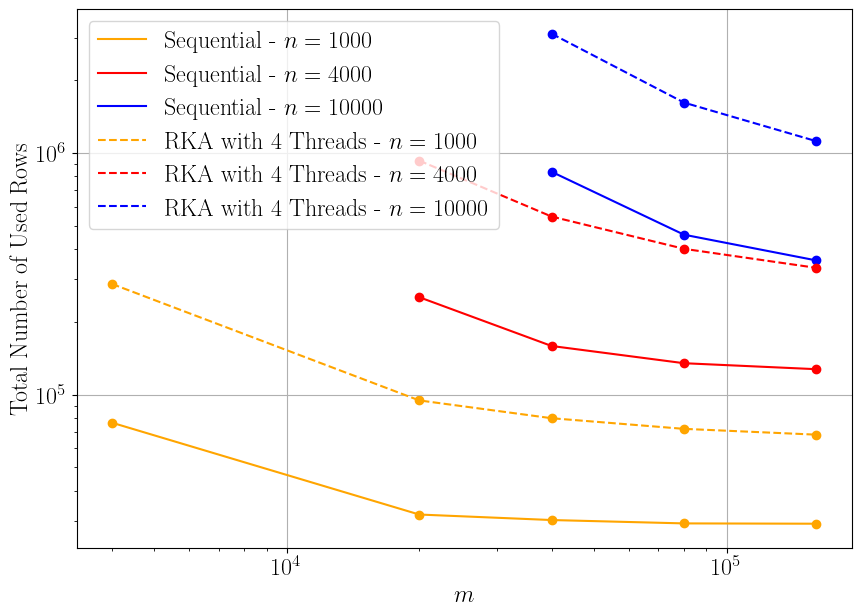 Sequential - n = 1000
Sequential - n = 4000
Sequential - n = 10000
RKA with 4 Threads - n = 1000
RKA with 4 Threads - n = 4000
RKA with 4 Threads - n = 10000
Total Number of Used Rows
10^6
10^5
10^4
10^5
m